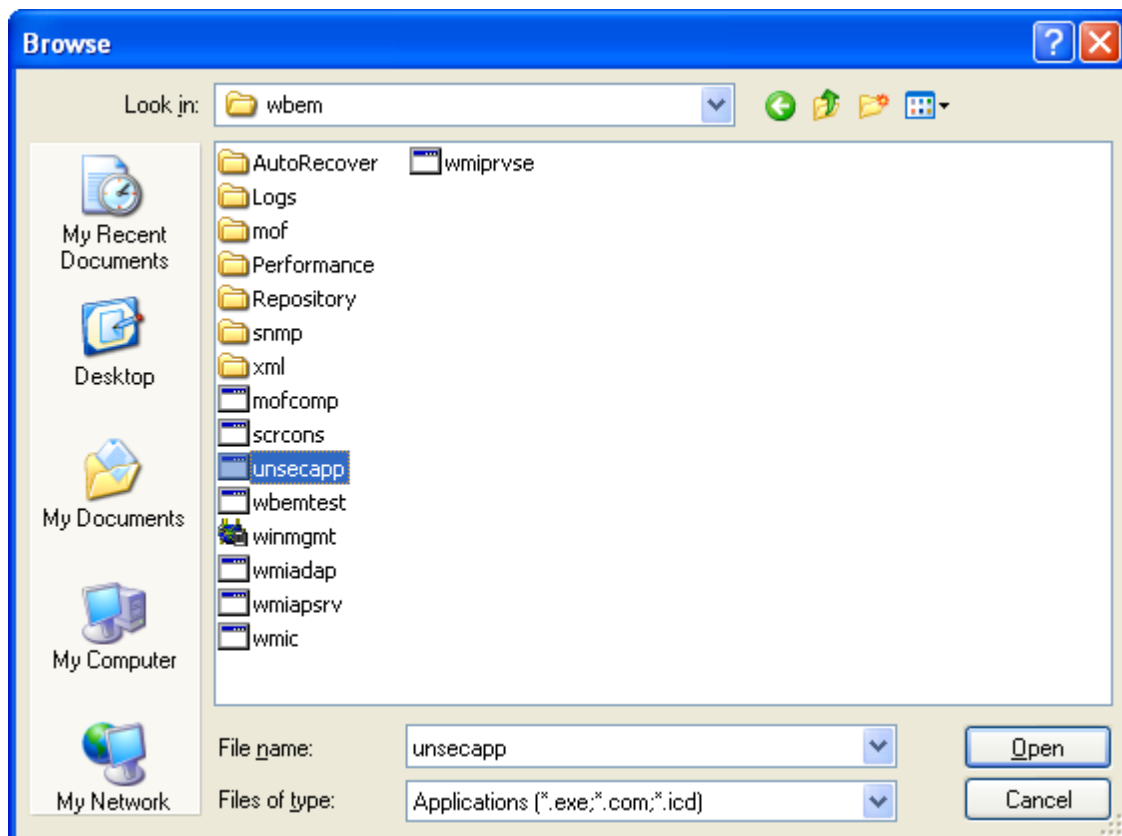 Browse
Look in:
wbem
My Recent
Documents
Desktop
My Documents
My Computer
My Network
AutoRecover
Logs
mof
Performance
Repository
snmp
xml
mofcomp
scrcons
unsecapp
wbemtest
winmgmt
wmiadap
wmiapsrv
wmic
wmiprvse
File name:
unsecapp
Open
Files of type:
Applications (*.exe;*.com;*.icd)
Cancel